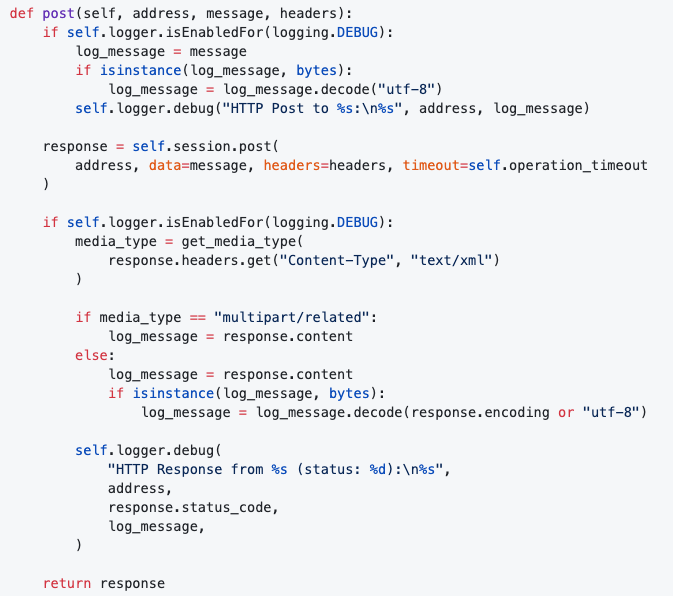 def post(self, address, message, headers):
    if self.logger.isEnabledFor(logging.DEBUG):
        log_message = message
        if isinstance(log_message, bytes):
            log_message = log_message.decode("utf-8")
        self.logger.debug("HTTP Post to %s:\n%s", address, log_message)

    response = self.session.post(
        address, data=message, headers=headers, timeout=self.operation_timeout
    )

    if self.logger.isEnabledFor(logging.DEBUG):
        media_type = get_media_type(
            response.headers.get("Content-Type", "text/xml")
        )

        if media_type == "multipart/related":
            log_message = response.content
        else:
            log_message = response.content
            if isinstance(log_message, bytes):
                log_message = log_message.decode(response.encoding or "utf-8")

        self.logger.debug(
            "HTTP Response from %s (status: %d):\n%s",
            address,
            response.status_code,
            log_message,
        )

    return response